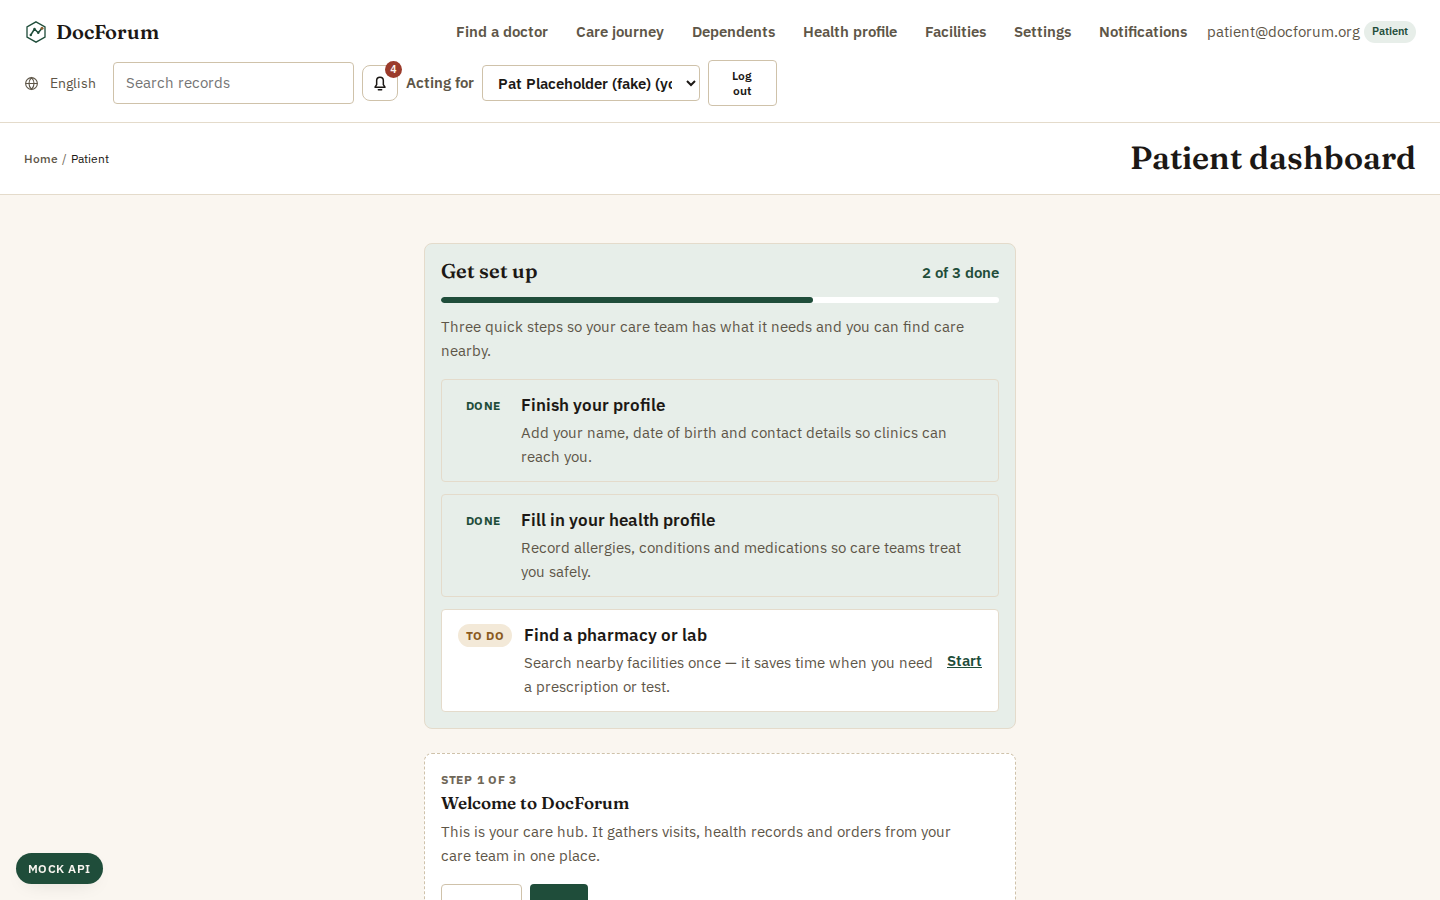 DocForum
Find a doctor
Care journey
Dependents
Health profile
Facilities
Settings
Notifications
patient@docforum.org
Patient
English
Search records
4
Acting for
Pat Placeholder (fake) (yo
Log
out
Home / Patient
Patient dashboard
Get set up
2 of 3 done
Three quick steps so your care team has what it needs and you can find care
nearby.
DONE
Finish your profile
Add your name, date of birth and contact details so clinics can
reach you.
DONE
Fill in your health profile
Record allergies, conditions and medications so care teams treat
you safely.
TO DO
Find a pharmacy or lab
Search nearby facilities once — it saves time when you need
a prescription or test.
Start
STEP 1 OF 3
Welcome to DocForum
This is your care hub. It gathers visits, health records and orders from your
care team in one place.
MOCK API